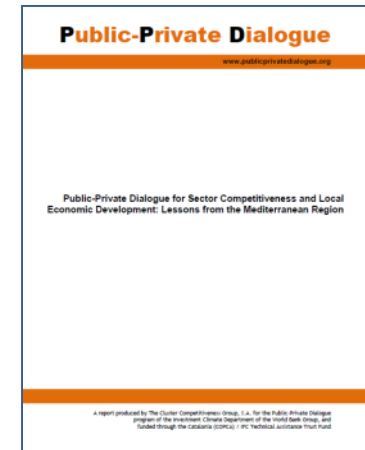 Public-Private Dialogue
www.publicprivatedialogue.org
Public-Private Dialogue for Sector Competitiveness and Local
Economic Development: Lessons from the Mediterranean Region
A report produced by The Cluster Competitiveness Group, S.A. for the Public Private Dialogue
program of the Investment Climate Department of the World Bank Group, and
funded through the Catalonia (COPCA) / IFC Technical Assistance Trust Fund